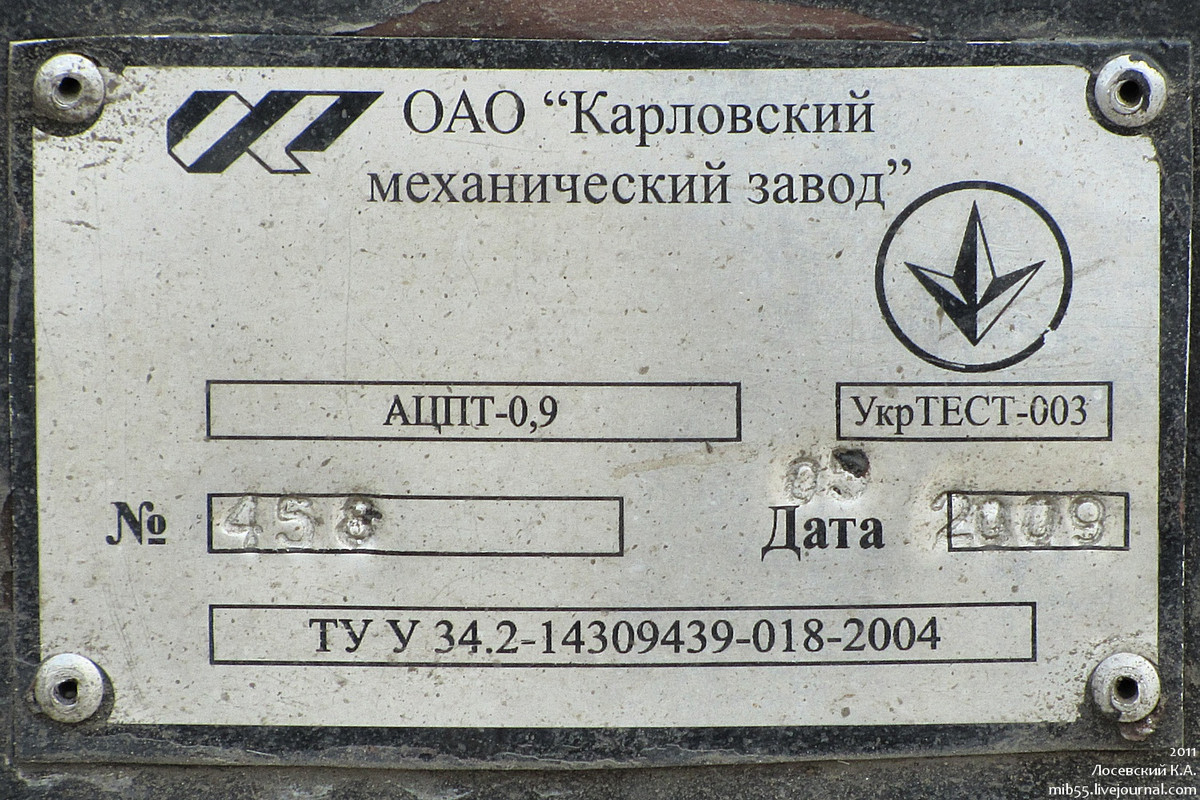 ОАО “Карловский
механический завод”
АЦПТ-0,9
УкрТЕСТ-003
№ 458
Дата 2009
ТУ У 34.2-14309439-018-2004
2011
Лосевский К.А.
mib55.livejournal.com